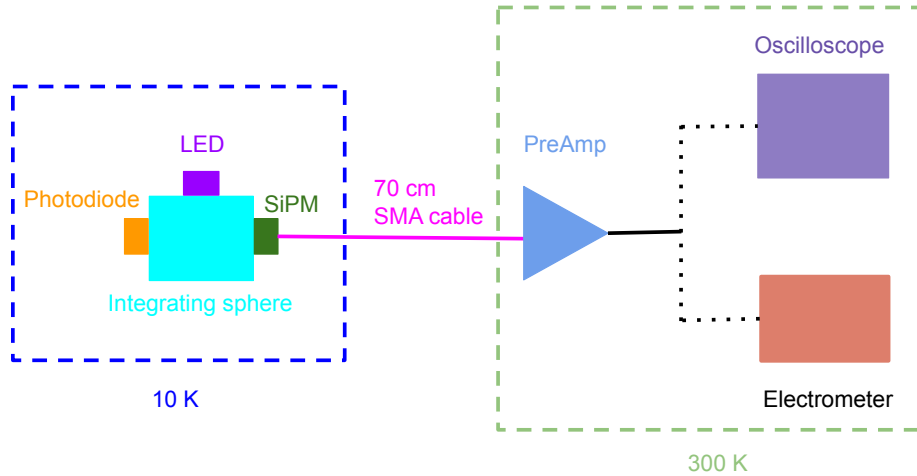 Oscilloscope
LED
PreAmp
Photodiode
SiPM
70 cm
SMA cable
Integrating sphere
10 K
Electrometer
300 K